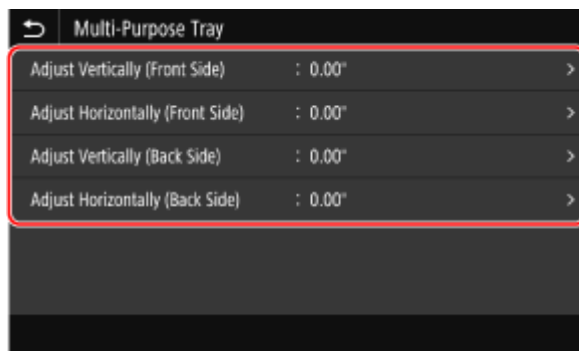 Multi-Purpose Tray
Adjust Vertically (Front Side) : 0.00"
Adjust Horizontally (Front Side) : 0.00"
Adjust Vertically (Back Side) : 0.00"
Adjust Horizontally (Back Side) : 0.00"